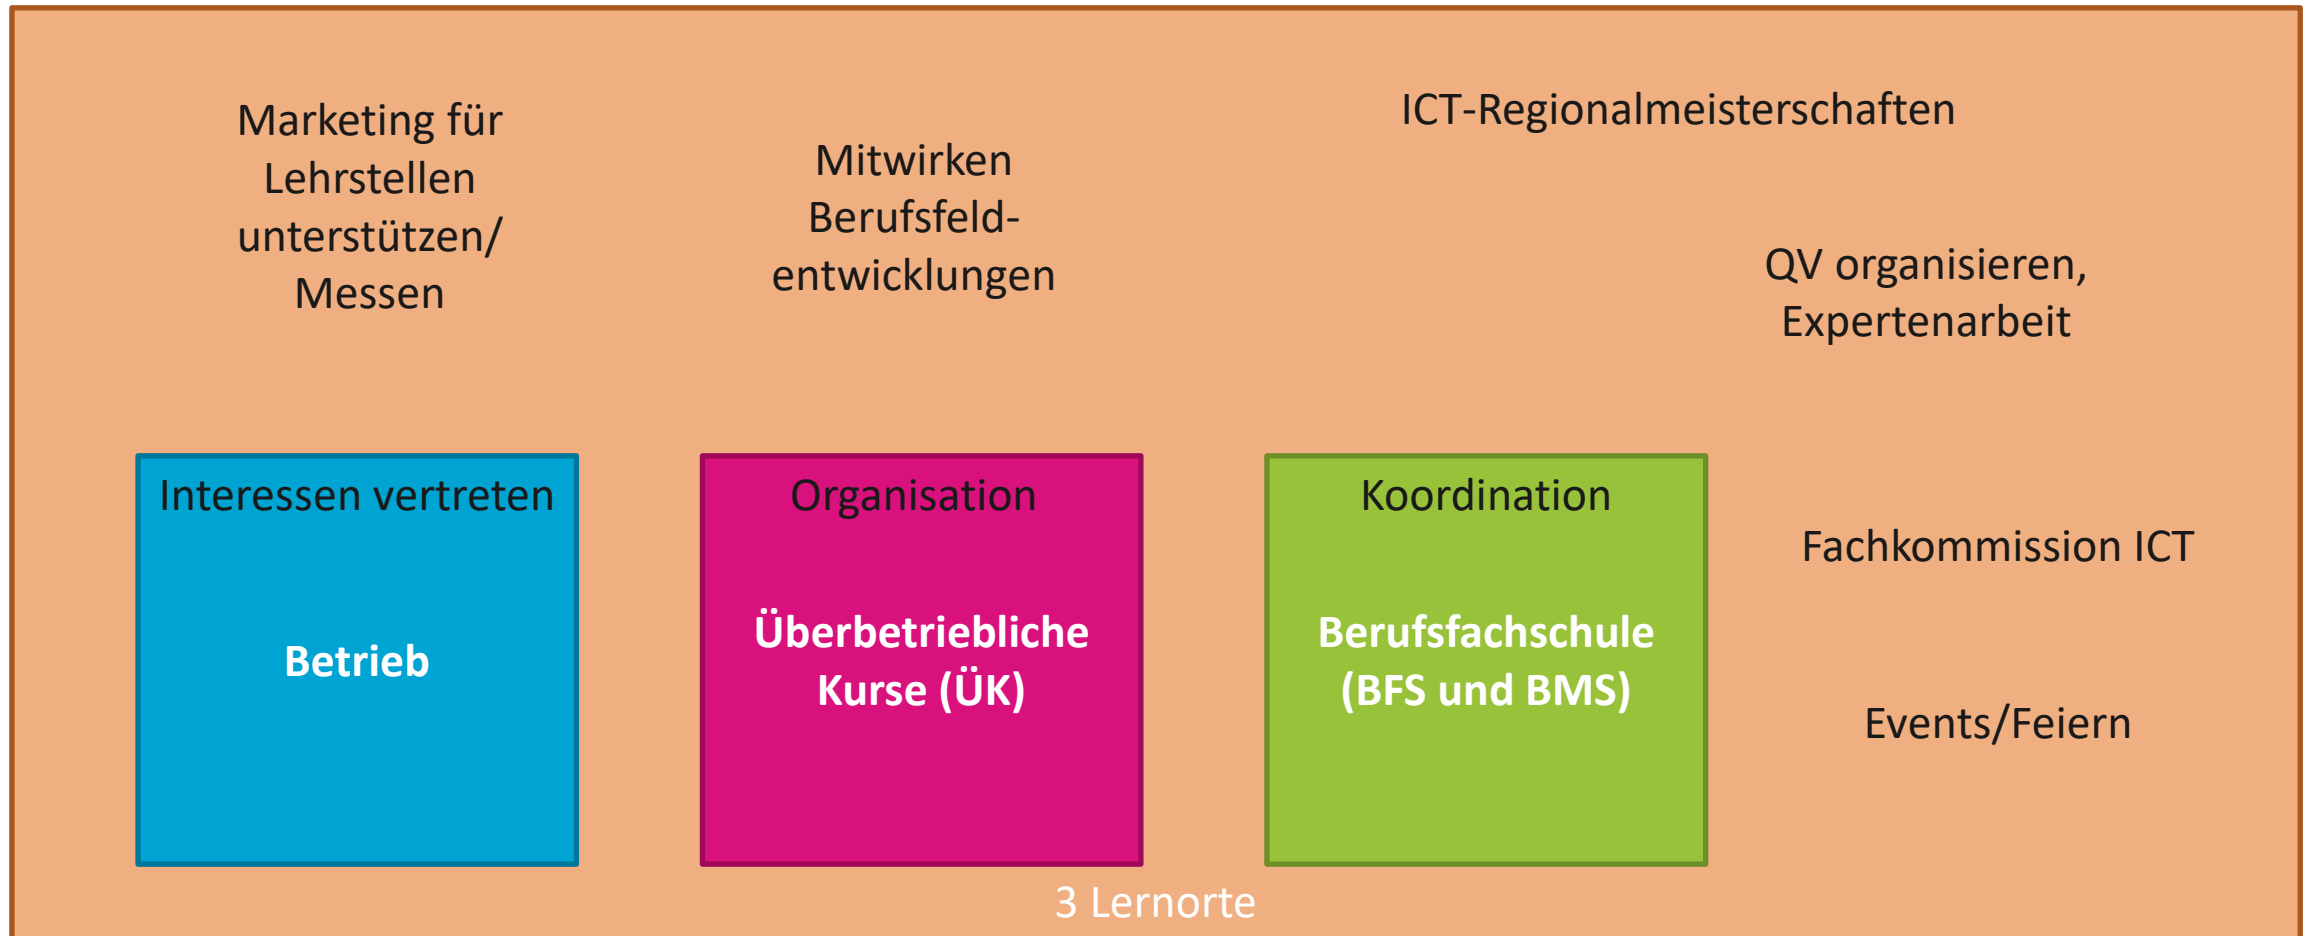 Marketing für
Lehrstellen
unterstützen/
Messen
Mitwirken
Berufsfeld-
entwicklungen
ICT-Regionalmeisterschaften
QV organisieren,
Expertenarbeit
Interessen vertreten
Betrieb
Organisation
Überbetriebliche
Kurse (ÜK)
Koordination
Berufsfachschule
(BFS und BMS)
Fachkommission ICT
Events/Feiern
3 Lernorte